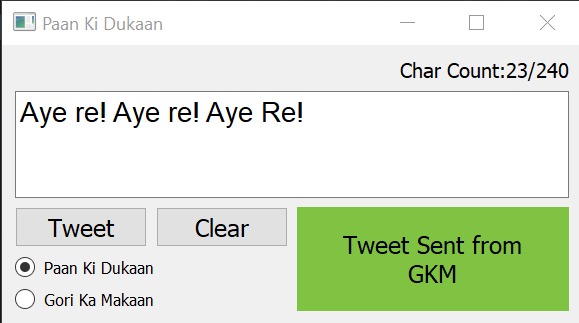 Paan Ki Dukaan
Char Count:23/240
Aye re! Aye re! Aye Re!
Tweet
Clear
Tweet Sent from
GKM
Paan Ki Dukaan
Gori Ka Makaan